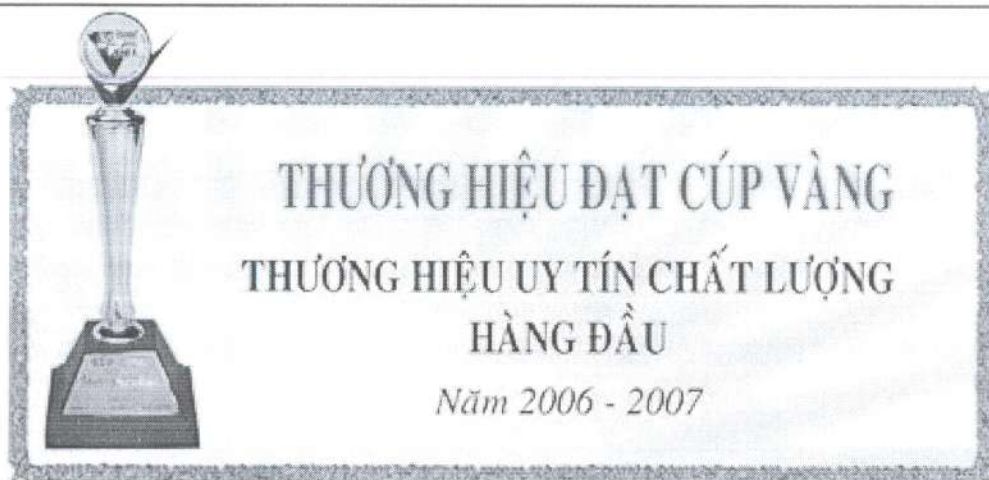 THƯƠNG HIỆU ĐẠT CÚP VÀNG
THƯƠNG HIỆU UY TÍN CHẤT LƯỢNG
HÀNG ĐẦU
Năm 2006 - 2007